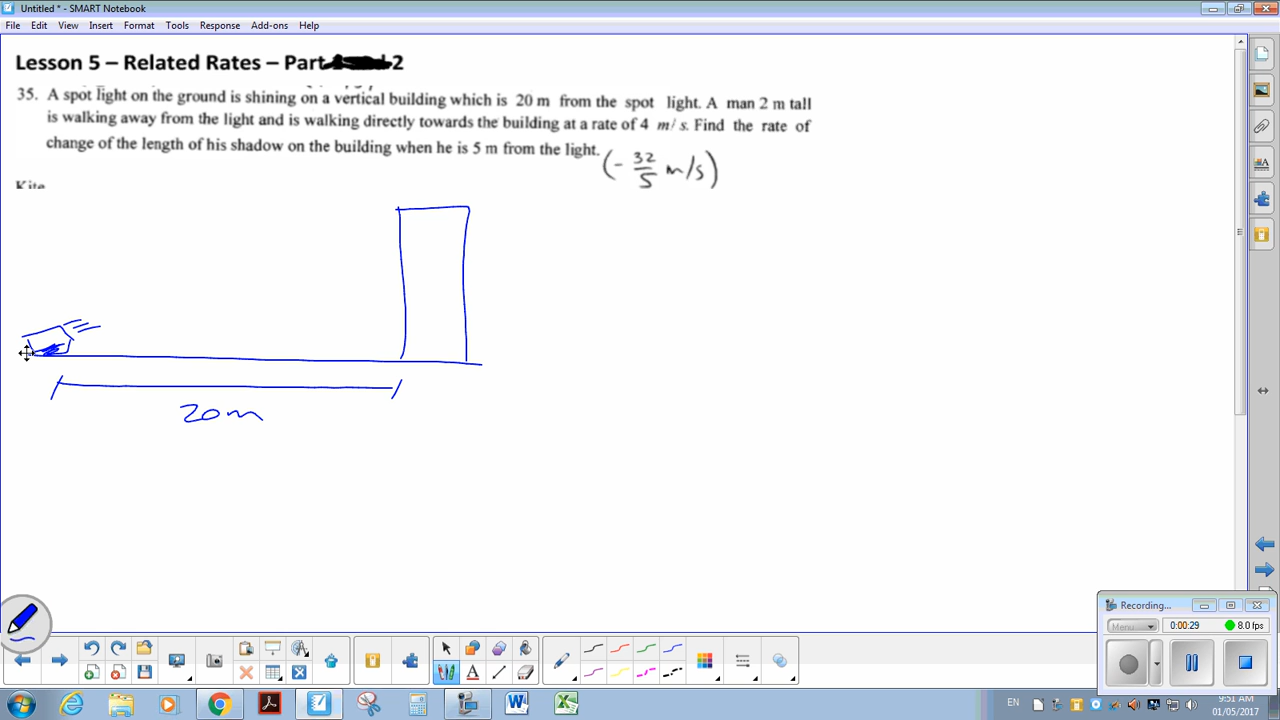 Untitled * - SMART Notebook
File Edit View Insert Format Tools Response Add-ons Help
Lesson 5 – Related Rates – Part 2
35. A spot light on the ground is shining on a vertical building which is 20 m from the spot light. A man 2 m tall
is walking away from the light and is walking directly towards the building at a rate of 4 m/s. Find the rate of
change of the length of his shadow on the building when he is 5 m from the light.
(- 32/5 m/s)
Kite
20m
Recording...
Menu 0:00:29 8.0 fps
EN
9:51 AM
01/05/2017